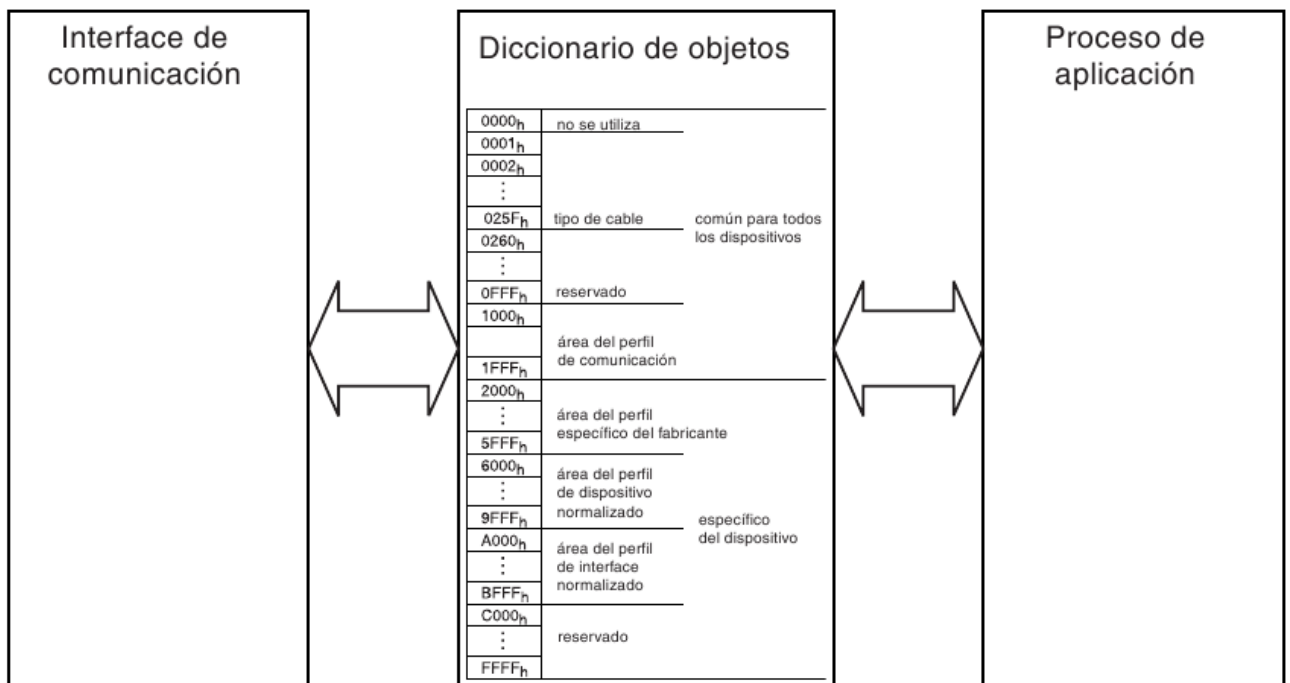 Interface de
comunicación
Diccionario de objetos
0000h no se utiliza
0001h
0002h
⋮
025Fh tipo de cable
0260h
⋮
0FFFh reservado
común para todos
los dispositivos
1000h
área del perfil
de comunicación
1FFFh
2000h
⋮
área del perfil
específico del fabricante
5FFFh
6000h
⋮
área del perfil
de dispositivo
normalizado
9FFFh
específico
del dispositivo
A000h
⋮
área del perfil
de interface
normalizado
BFFFh
C000h
⋮
reservado
FFFFh
Proceso de
aplicación